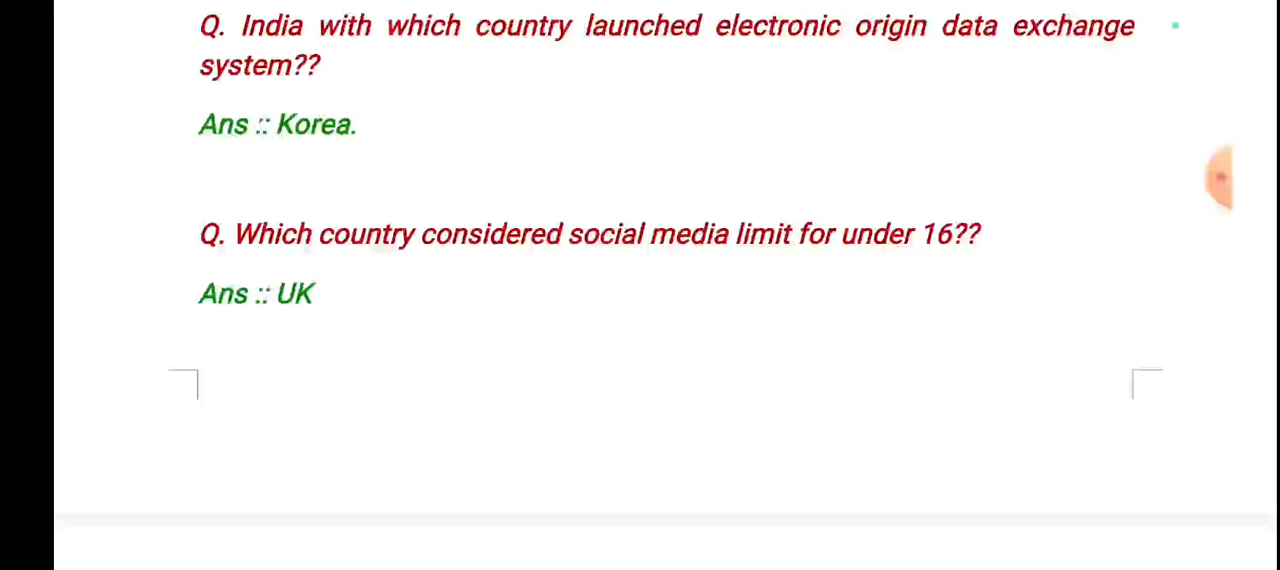 Q. India with which country launched electronic origin data exchange
system??
Ans :: Korea.
Q. Which country considered social media limit for under 16??
Ans :: UK